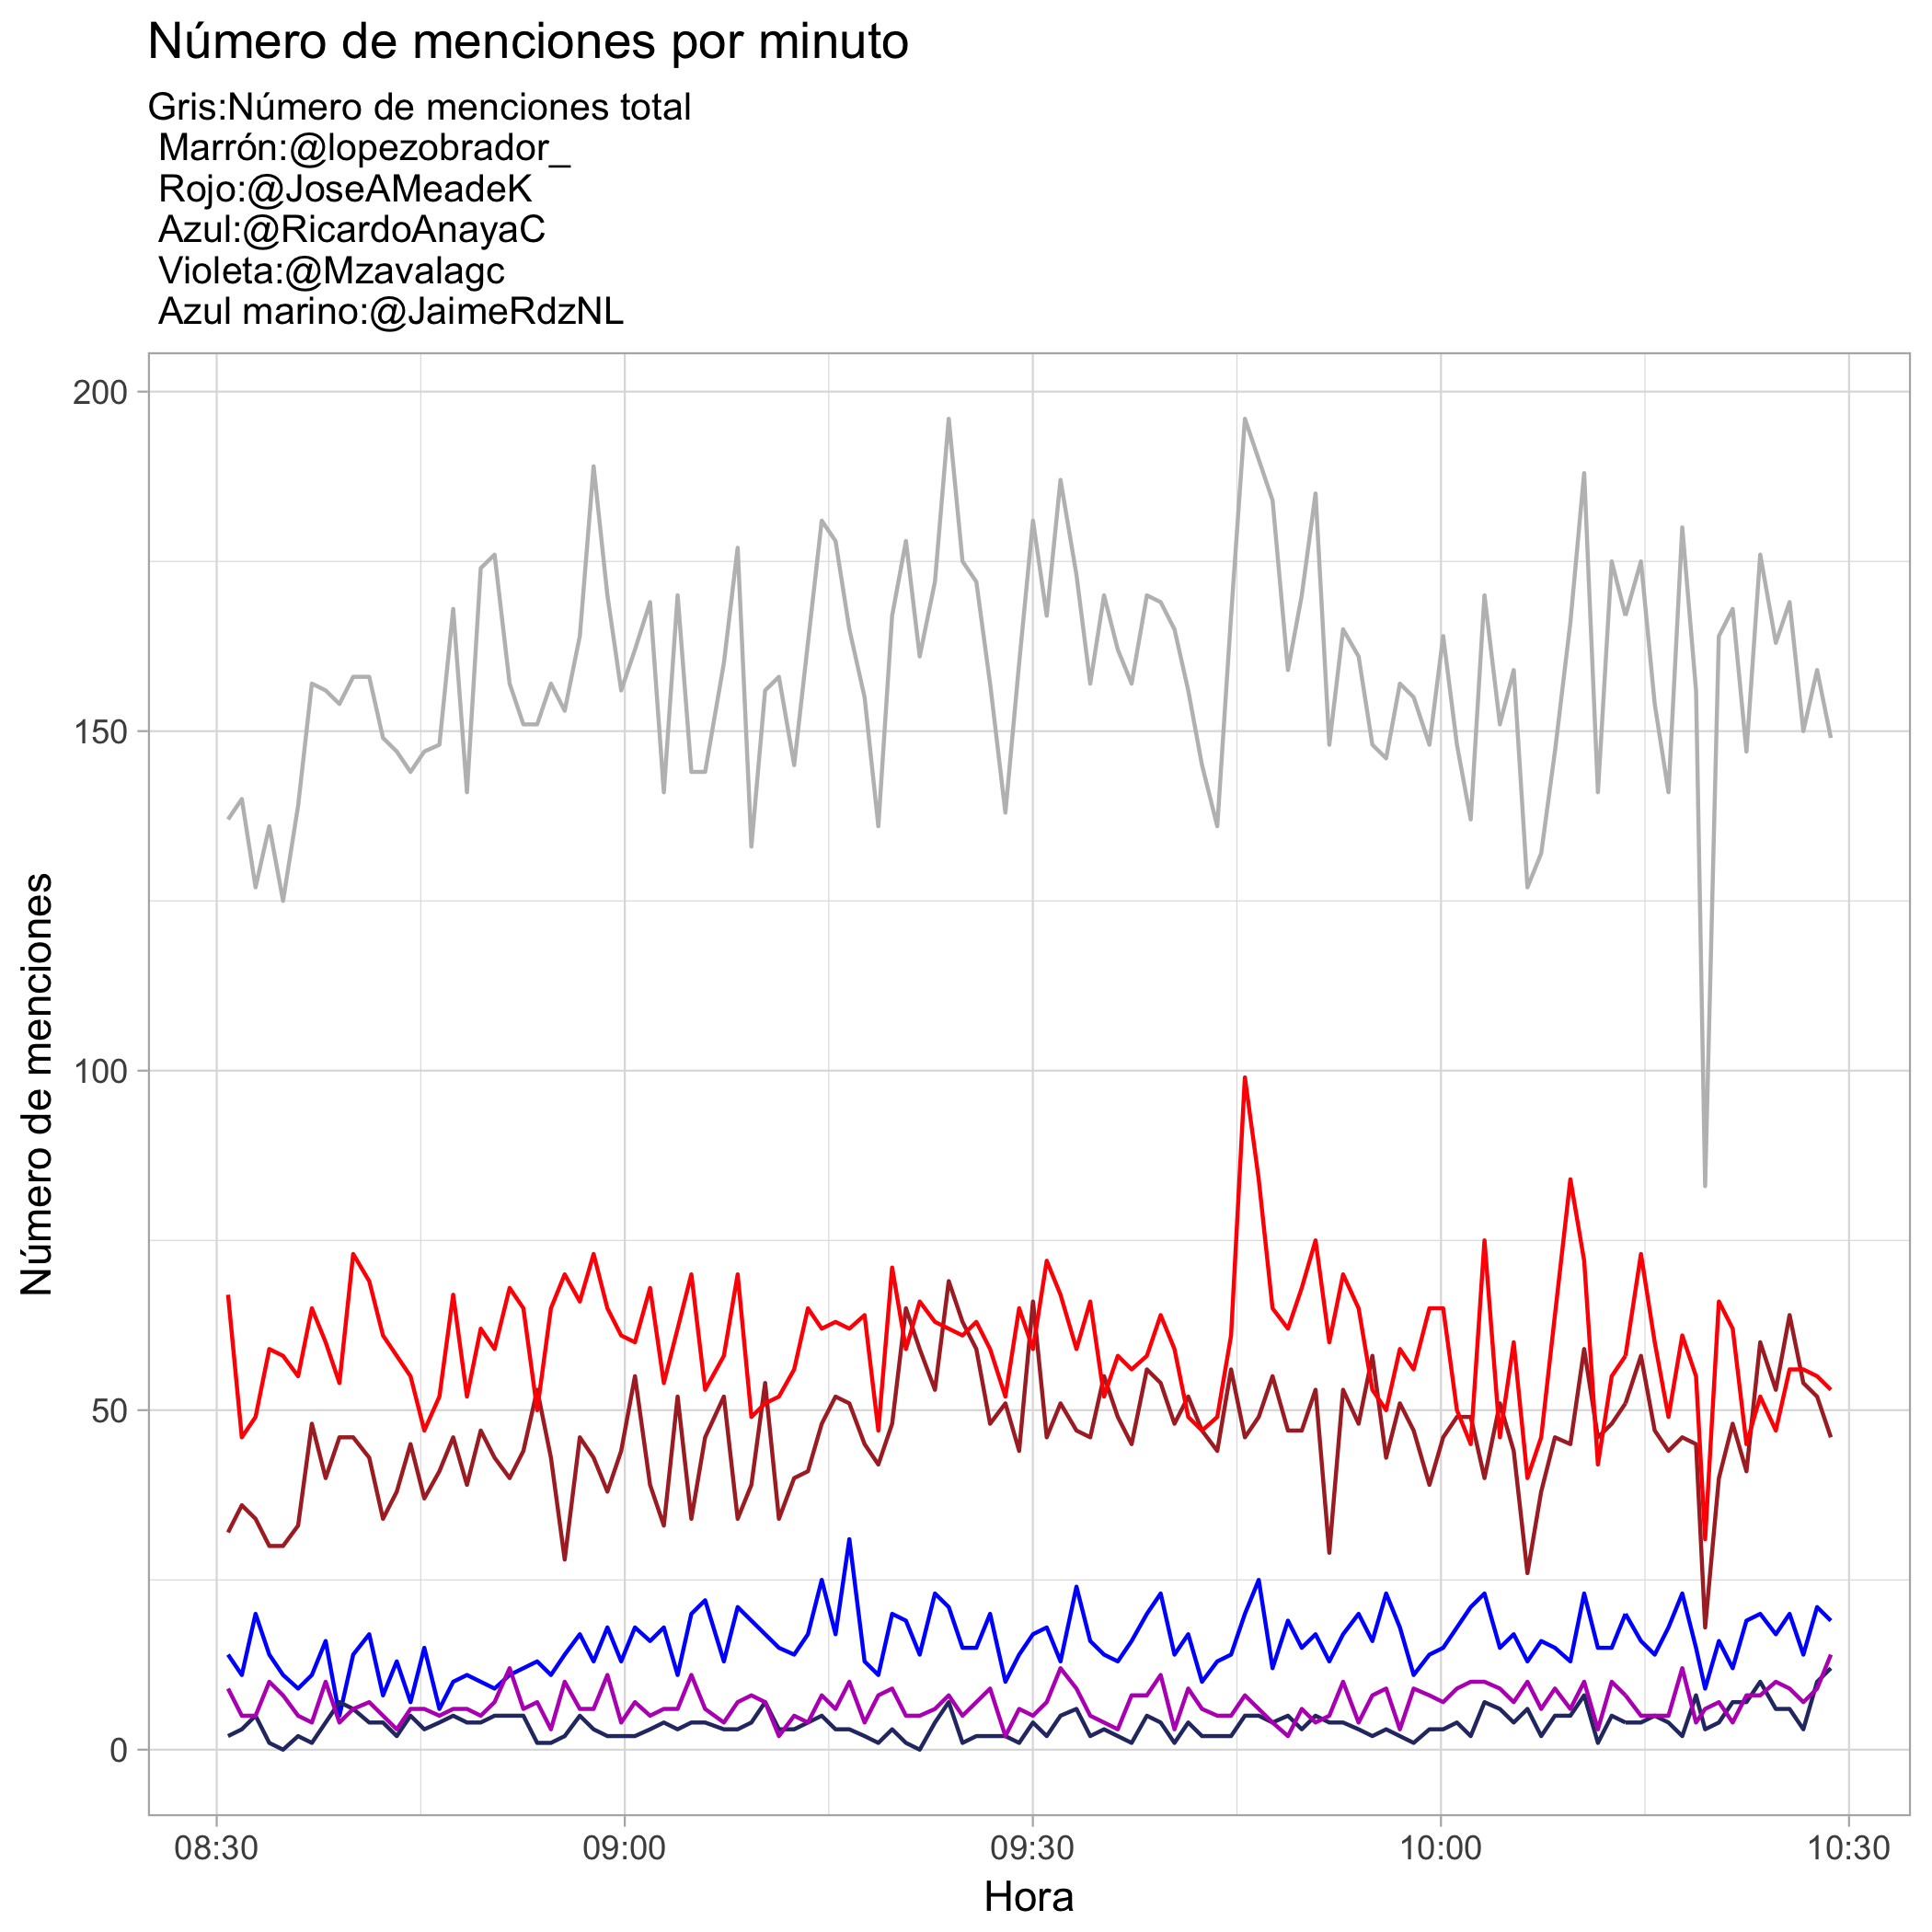 Número de menciones por minuto
Gris:Número de menciones total
Marrón:@lopezobrador_
Rojo:@JoseAMeadeK
Azul:@RicardoAnayaC
Violeta:@Mzavalagc
Azul marino:@JaimeRdzNL
200
150
100
50
0
Número de menciones
08:30
09:00
09:30
10:00
10:30
Hora